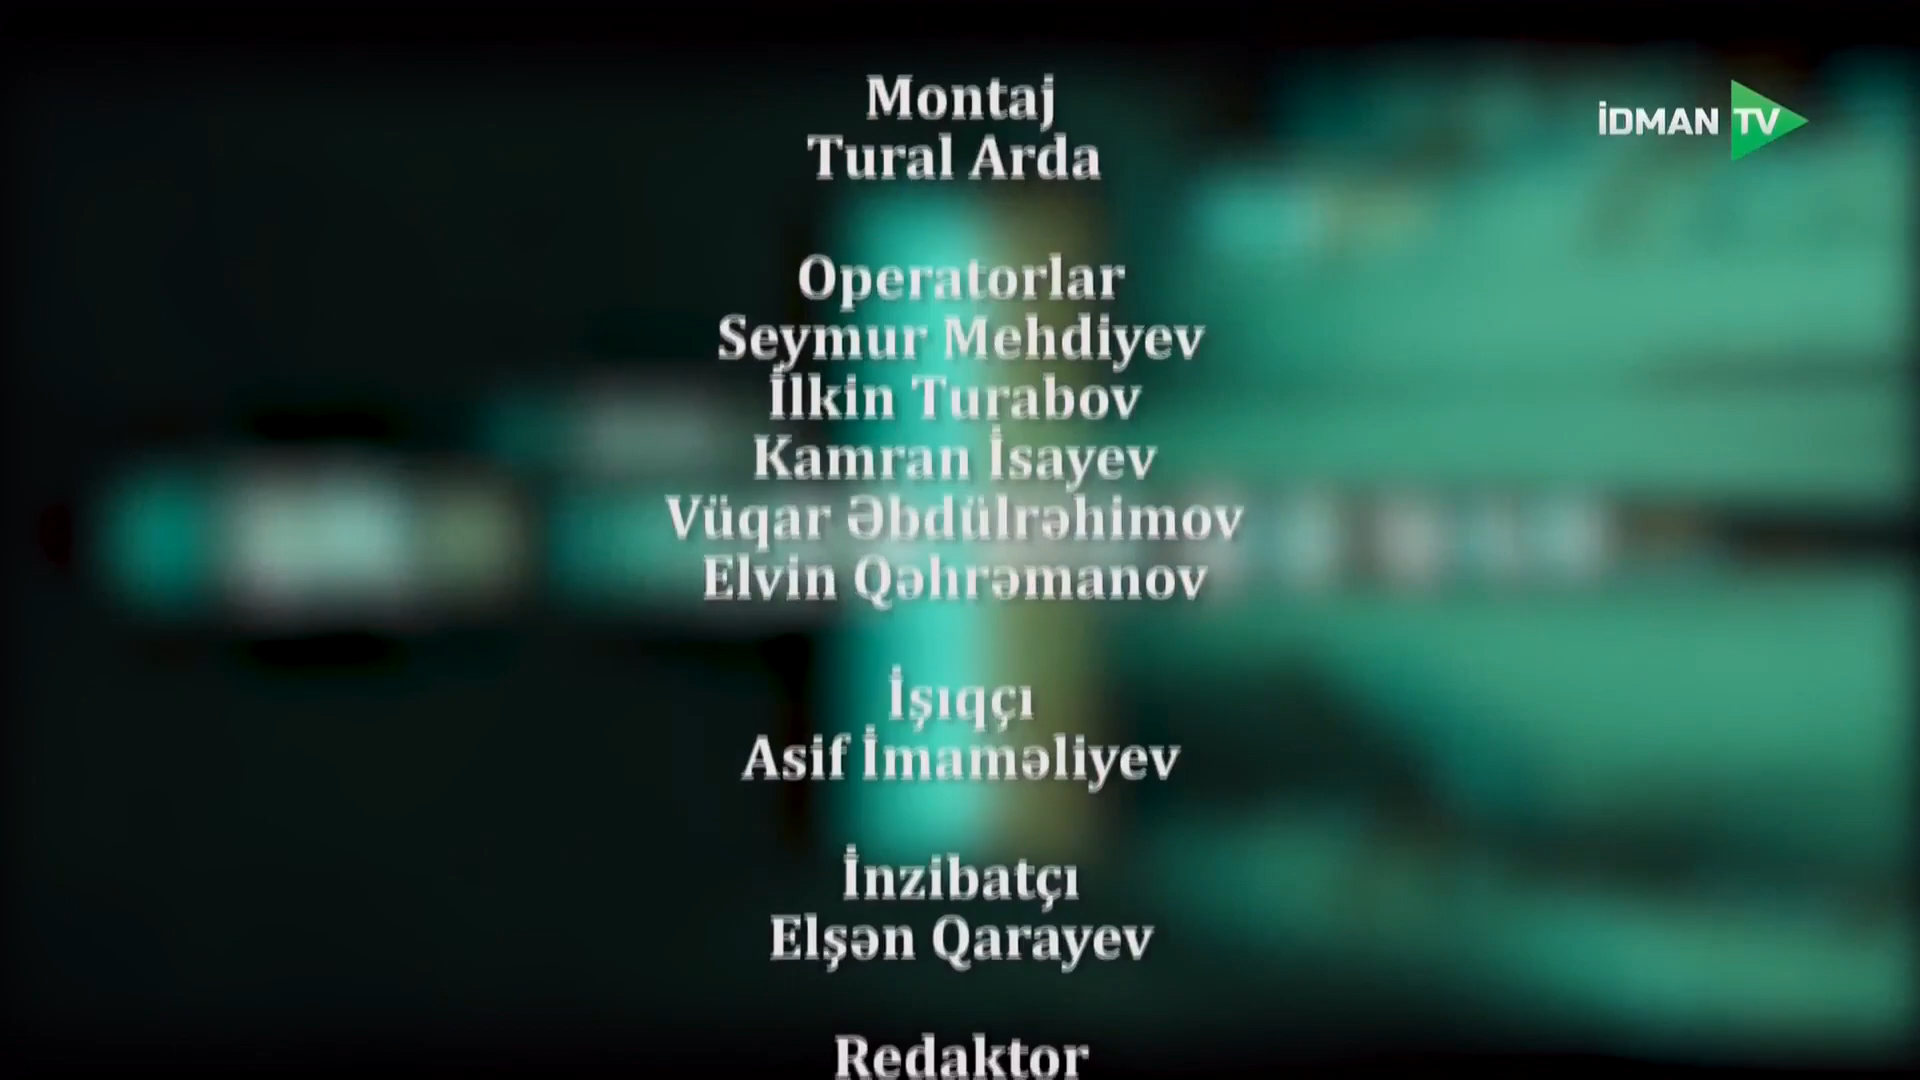 Montaj
Tural Arda
Operatorlar
Seymur Mehdiyev
İlkin Turabov
Kamran İsayev
Vüqar Əbdülrəhimov
Elvin Qəhrəmanov
İşıqçı
Asif İmaməliyev
İnzibatçı
Elşən Qarayev
Redaktor
İDMAN TV